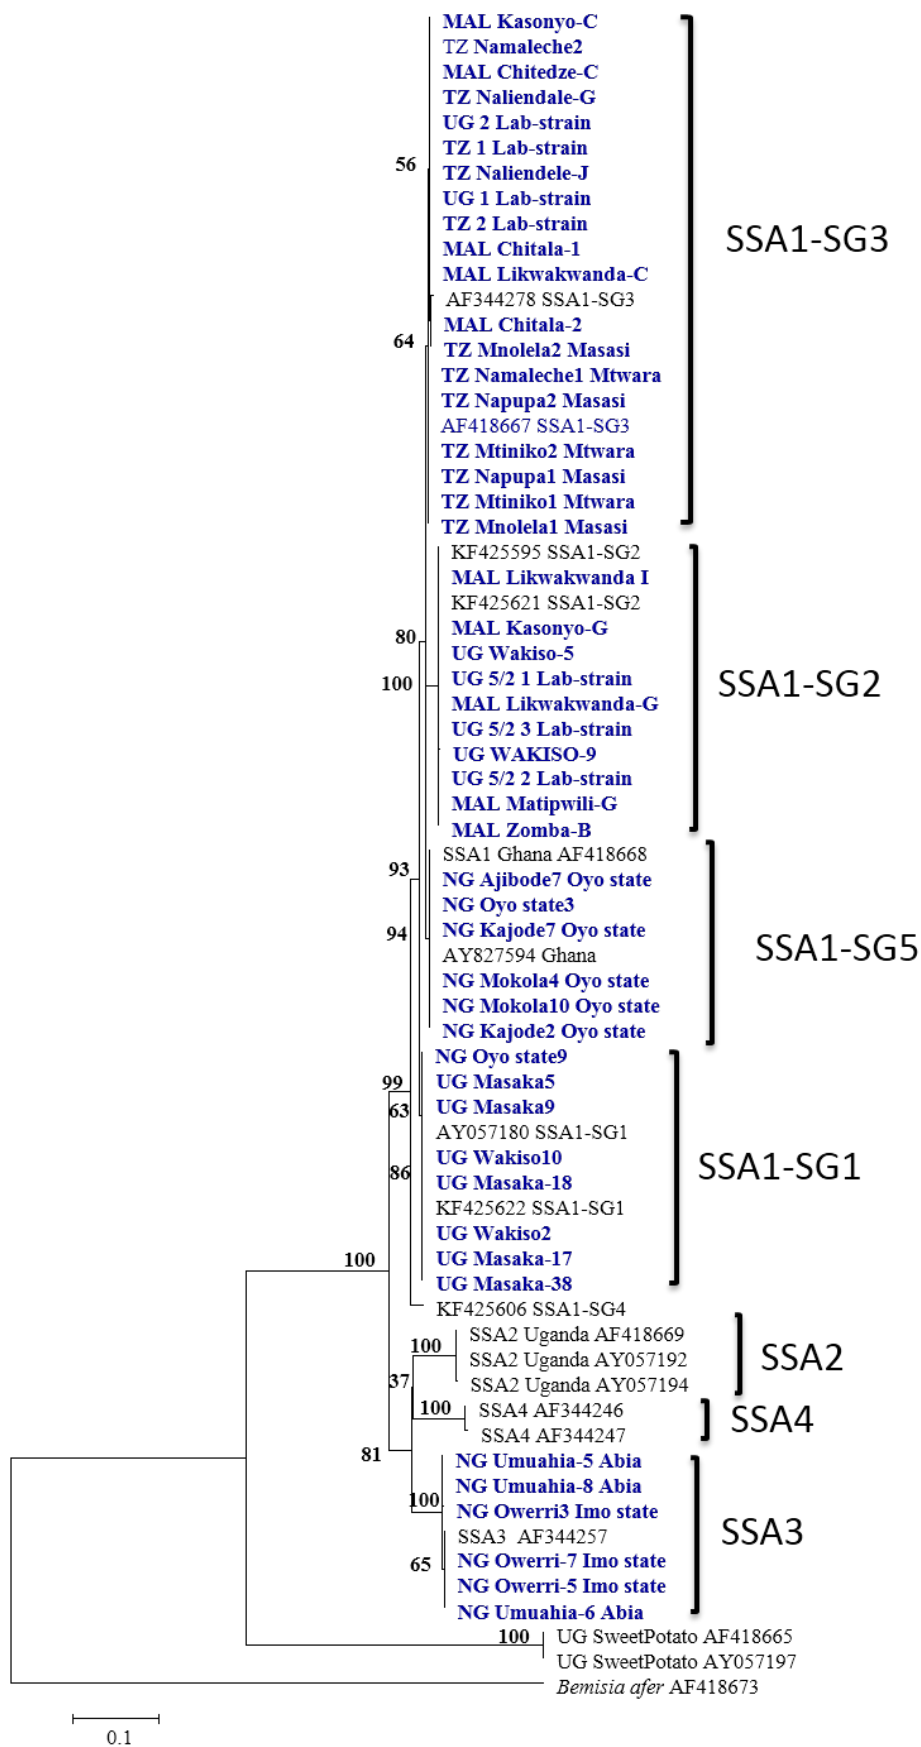 MAL Kasonyo-C
TZ Namaleche2
MAL Chitedze-C
TZ Naliendale-G
UG 2 Lab-strain
TZ 1 Lab-strain
56
TZ Naliendele-J
UG 1 Lab-strain
TZ 2 Lab-strain
SSA1-SG3
MAL Chitala-1
MAL Likwakwanda-C
AF344278 SSA1-SG3
MAL Chitala-2
64
TZ Mnolela2 Masasi
TZ Namaleche1 Mtwara
TZ Napupa2 Masasi
AF418667 SSA1-SG3
TZ Mtiniko2 Mtwara
TZ Napupa1 Masasi
TZ Mtiniko1 Mtwara
TZ Mnolela1 Masasi
KF425595 SSA1-SG2
MAL Likwakwanda I
KF425621 SSA1-SG2
MAL Kasonyo-G
80
UG Wakiso-5
UG 5/2 1 Lab-strain
100
SSA1-SG2
MAL Likwakwanda-G
UG 5/2 3 Lab-strain
UG WAKISO-9
UG 5/2 2 Lab-strain
MAL Matipwili-G
MAL Zomba-B
SSA1 Ghana AF418668
93
NG Ajibode7 Oyo state
NG Oyo state3
NG Kajode7 Oyo state
94
SSA1-SG5
AY827594 Ghana
NG Mokola4 Oyo state
NG Mokola10 Oyo state
NG Kajode2 Oyo state
NG Oyo state9
99
UG Masaka5
63
UG Masaka9
AY057180 SSA1-SG1
UG Wakiso10
86
SSA1-SG1
UG Masaka-18
KF425622 SSA1-SG1
UG Wakiso2
100
UG Masaka-17
UG Masaka-38
KF425606 SSA1-SG4
SSA2 Uganda AF418669
100
SSA2
SSA2 Uganda AY057192
37
SSA2 Uganda AY057194
100
SSA4 AF344246
SSA4
SSA4 AF344247
81
NG Umuahia-5 Abia
NG Umuahia-8 Abia
100
NG Owerri3 Imo state
SSA3
SSA3 AF344257
65
NG Owerri-7 Imo state
NG Owerri-5 Imo state
NG Umuahia-6 Abia
100
UG SweetPotato AF418665
UG SweetPotato AY057197
Bemisia afer AF418673
0.1